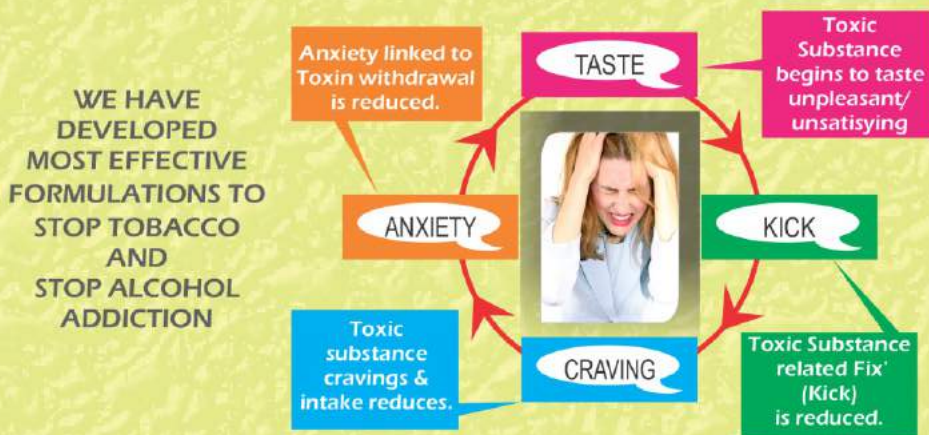 WE HAVE
DEVELOPED
MOST EFFECTIVE
FORMULATIONS TO
STOP TOBACCO
AND
STOP ALCOHOL
ADDICTION
Anxiety linked to
Toxin withdrawal
is reduced.
TASTE
Toxic
Substance
begins to taste
unpleasant/
unsatisying
ANXIETY
KICK
Toxic
substance
cravings &
intake reduces.
CRAVING
Toxic Substance
related Fix'
(Kick)
is reduced.